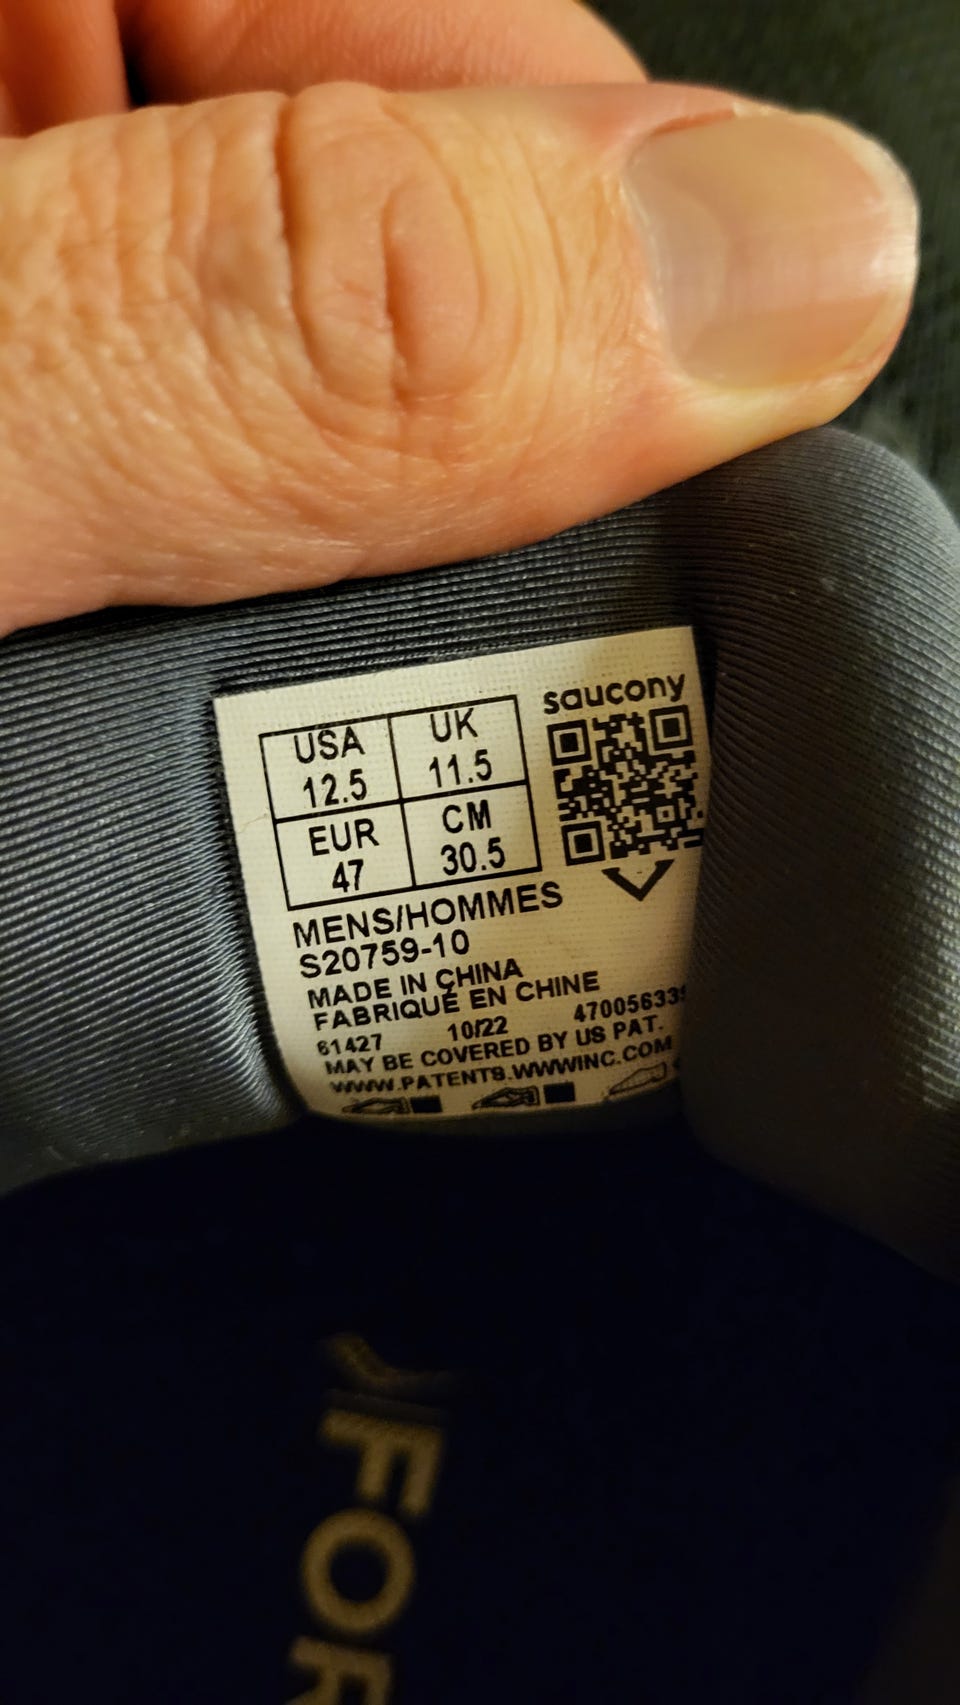 saucony
USA UK
12.5 11.5
EUR CM
47 30.5
MENS/HOMMES
S20759-10
MADE IN CHINA
FABRIQUÉ EN CHINE
61427 10/22
MAY BE COVERED BY US PAT.
WWW.PATENTS.WWWINC.COM
FOR